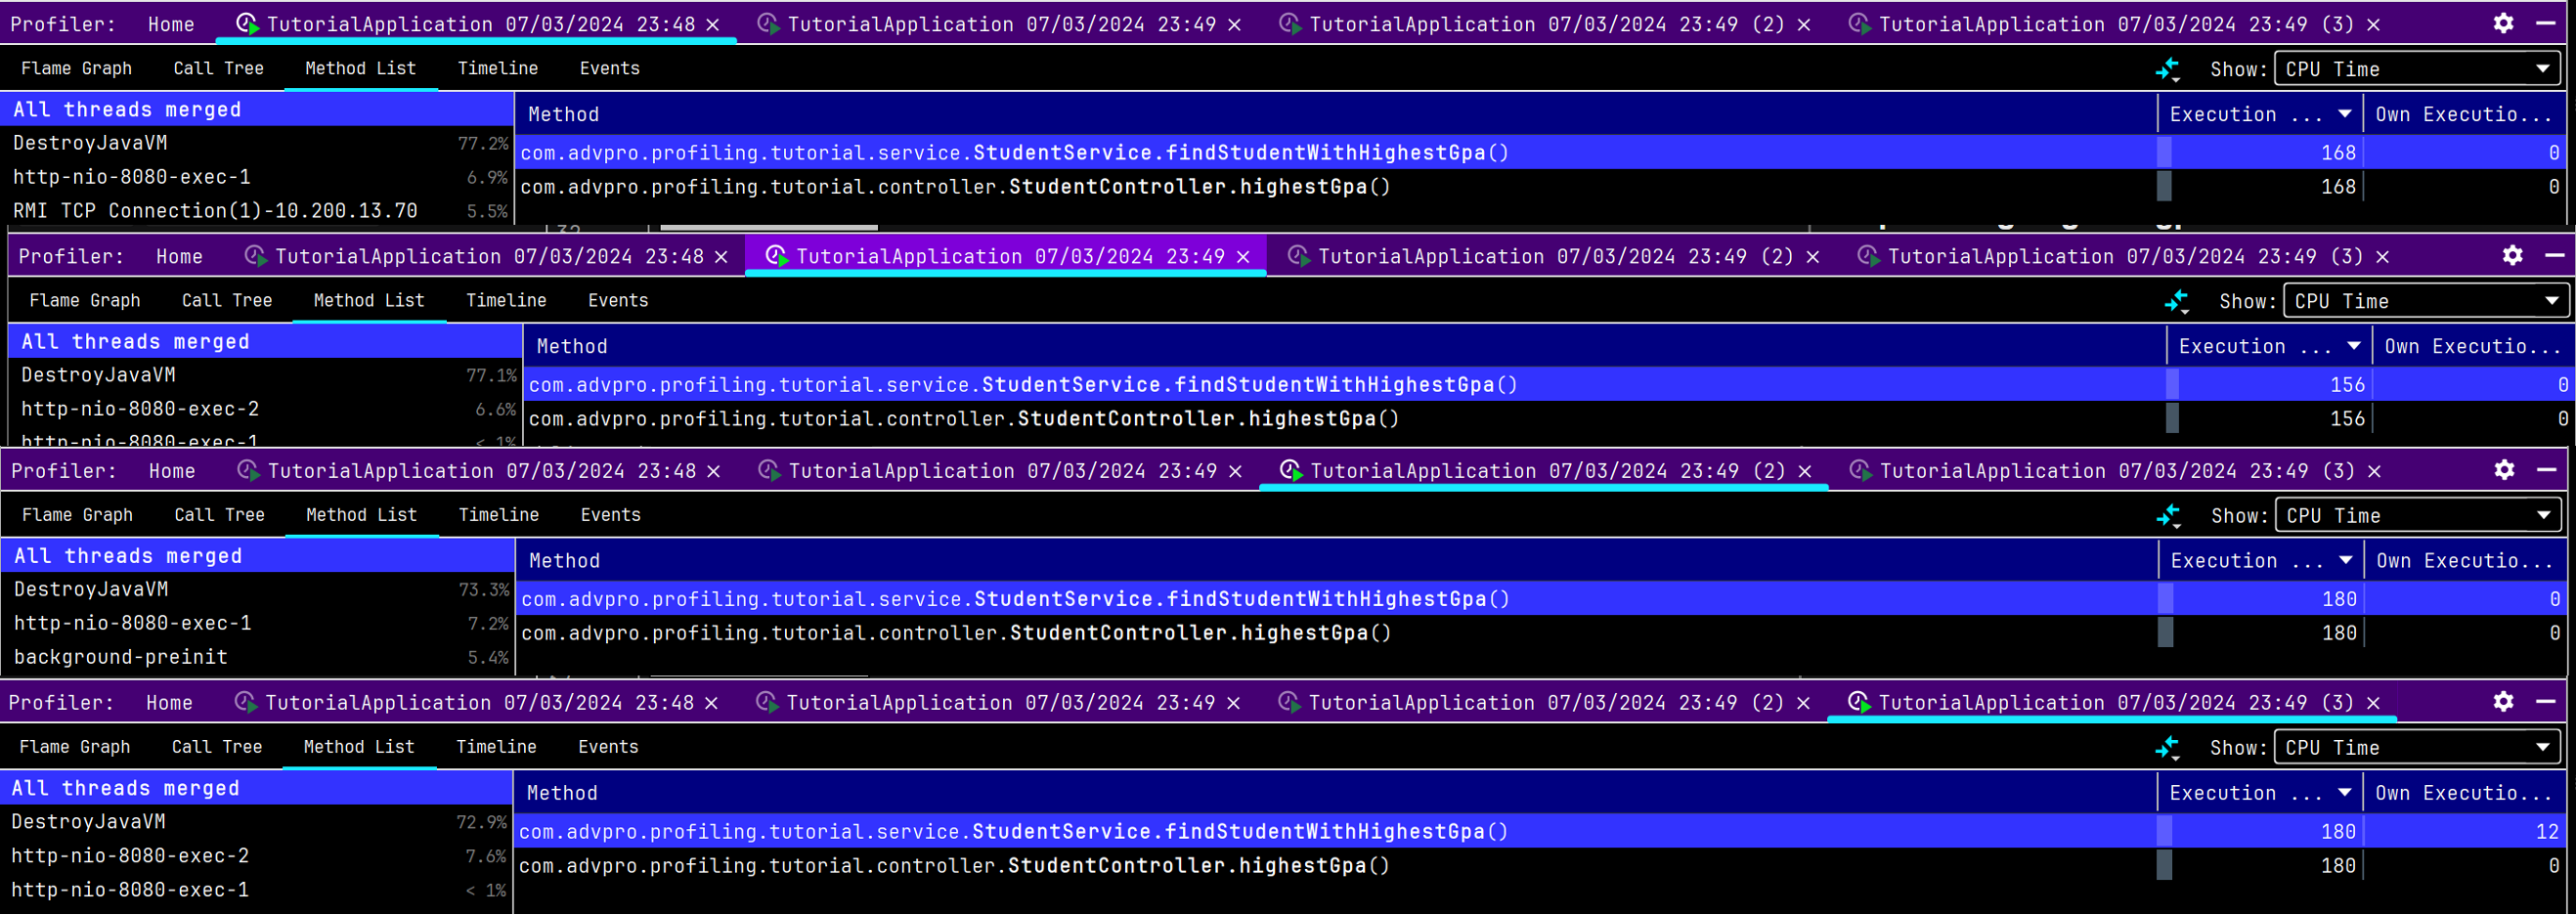 Profiler: Home TutorialApplication 07/03/2024 23:48 × TutorialApplication 07/03/2024 23:49 × TutorialApplication 07/03/2024 23:49 (2) × TutorialApplication 07/03/2024 23:49 (3) ×
Flame Graph Call Tree Method List Timeline Events Show: CPU Time
All threads merged Method Execution ... Own Executio...
DestroyJavaVM 77.2% com.advpro.profiling.tutorial.service.StudentService.findStudentWithHighestGpa() 168 0
http-nio-8080-exec-1 6.9% com.advpro.profiling.tutorial.controller.StudentController.highestGpa() 168 0
RMI TCP Connection(1)-10.200.13.70 5.5%
Profiler: Home TutorialApplication 07/03/2024 23:48 × TutorialApplication 07/03/2024 23:49 × TutorialApplication 07/03/2024 23:49 (2) × TutorialApplication 07/03/2024 23:49 (3) ×
Flame Graph Call Tree Method List Timeline Events Show: CPU Time
All threads merged Method Execution ... Own Executio...
DestroyJavaVM 77.1% com.advpro.profiling.tutorial.service.StudentService.findStudentWithHighestGpa() 156 0
http-nio-8080-exec-2 6.6% com.advpro.profiling.tutorial.controller.StudentController.highestGpa() 156 0
http-nio-8080-exec-1 < 1%
Profiler: Home TutorialApplication 07/03/2024 23:48 × TutorialApplication 07/03/2024 23:49 × TutorialApplication 07/03/2024 23:49 (2) × TutorialApplication 07/03/2024 23:49 (3) ×
Flame Graph Call Tree Method List Timeline Events Show: CPU Time
All threads merged Method Execution ... Own Executio...
DestroyJavaVM 73.3% com.advpro.profiling.tutorial.service.StudentService.findStudentWithHighestGpa() 180 0
http-nio-8080-exec-1 7.2% com.advpro.profiling.tutorial.controller.StudentController.highestGpa() 180 0
background-preinit 5.4%
Profiler: Home TutorialApplication 07/03/2024 23:48 × TutorialApplication 07/03/2024 23:49 × TutorialApplication 07/03/2024 23:49 (2) × TutorialApplication 07/03/2024 23:49 (3) ×
Flame Graph Call Tree Method List Timeline Events Show: CPU Time
All threads merged Method Execution ... Own Executio...
DestroyJavaVM 72.9% com.advpro.profiling.tutorial.service.StudentService.findStudentWithHighestGpa() 180 12
http-nio-8080-exec-2 7.6% com.advpro.profiling.tutorial.controller.StudentController.highestGpa() 180 0
http-nio-8080-exec-1 < 1%